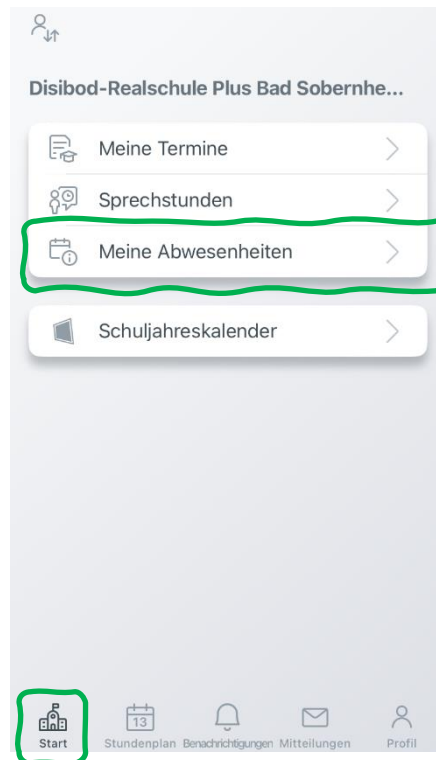 Disibod-Realschule Plus Bad Sobernhe...
Meine Termine
Sprechstunden
Meine Abwesenheiten
Schuljahreskalender
13
Start Stundenplan Benachrichtigungen Mitteilungen Profil